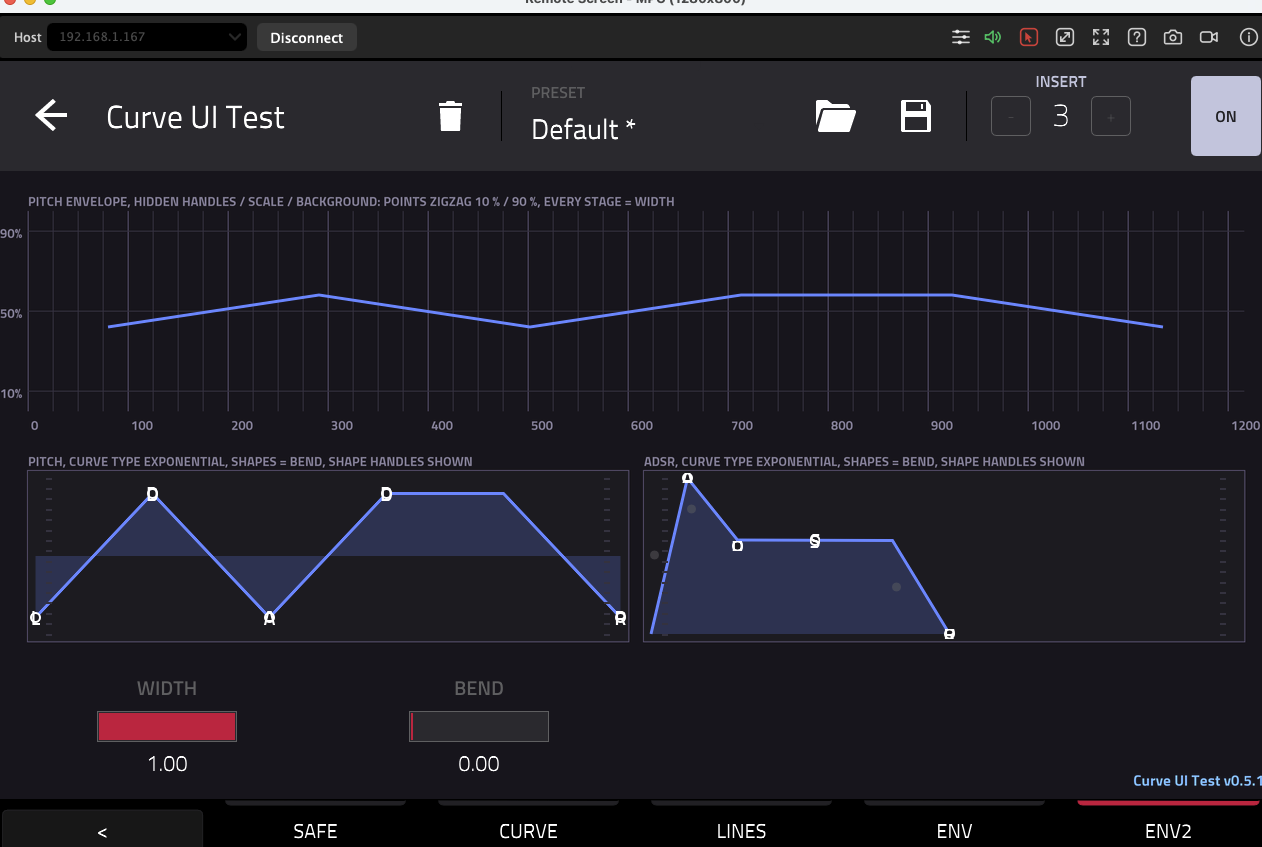 Remote Screen - MPC (1280x800)
Host 192.168.1.167 Disconnect
INSERT
PRESET
Curve UI Test Default * - 3 + ON
PITCH ENVELOPE, HIDDEN HANDLES / SCALE / BACKGROUND: POINTS ZIGZAG 10 % / 90 %, EVERY STAGE = WIDTH
90%
50%
10%
0 100 200 300 400 500 600 700 800 900 1000 1100 1200
PITCH, CURVE TYPE EXPONENTIAL, SHAPES = BEND, SHAPE HANDLES SHOWN
D D
L A R
ADSR, CURVE TYPE EXPONENTIAL, SHAPES = BEND, SHAPE HANDLES SHOWN
A
D S
R
WIDTH BEND
1.00 0.00
Curve UI Test v0.5.1
< SAFE CURVE LINES ENV ENV2